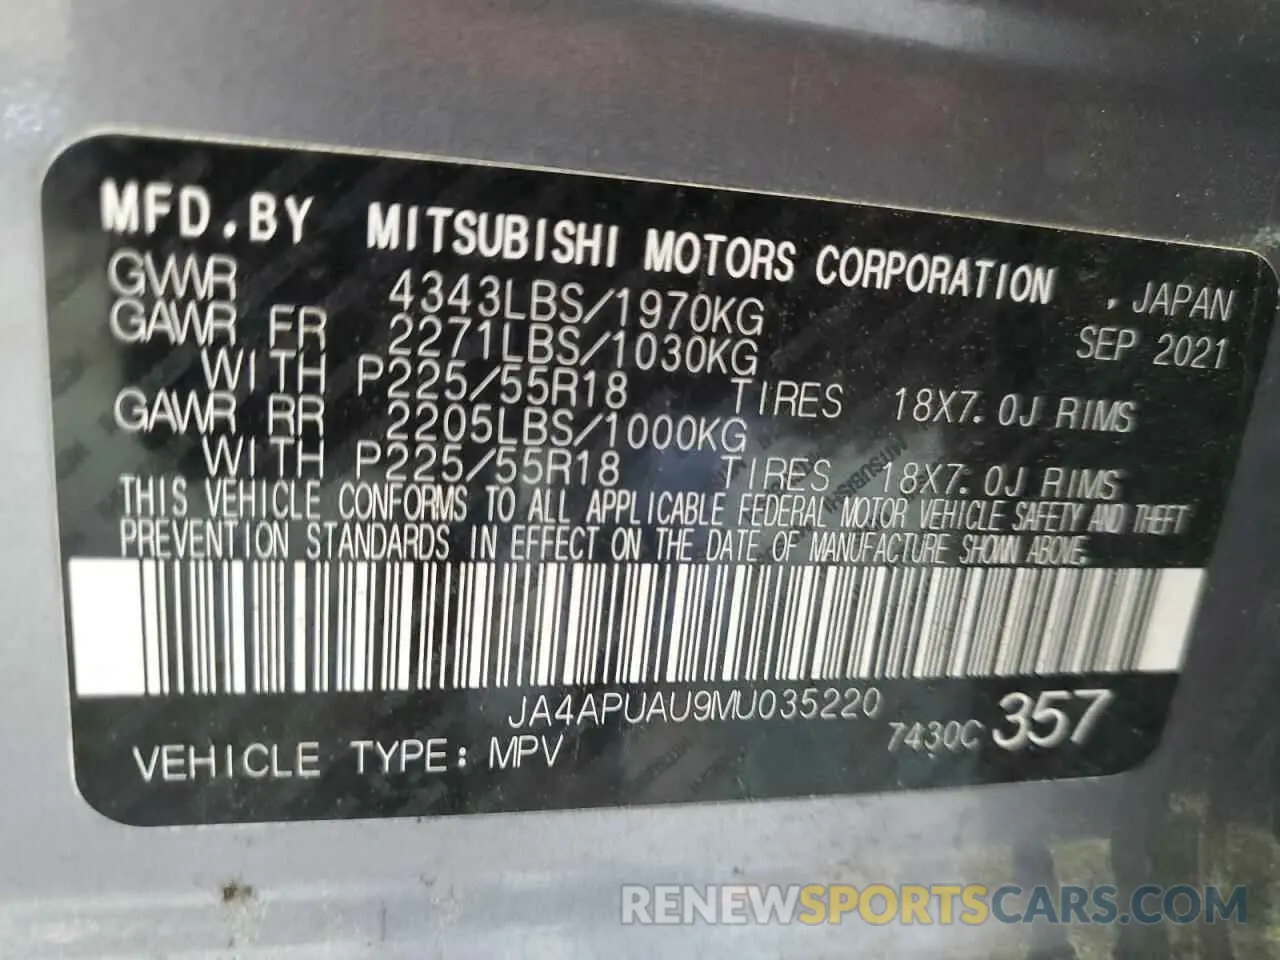 MFD.BY MITSUBISHI MOTORS CORPORATION , JAPAN
GVWR 4343LBS/1970KG SEP 2021
GAWR FR 2271LBS/1030KG
WITH P225/55R18 TIRES 18X7.0J RIMS
GAWR RR 2205LBS/1000KG
WITH P225/55R18 TIRES 18X7.0J RIMS
THIS VEHICLE CONFORMS TO ALL APPLICABLE FEDERAL MOTOR VEHICLE SAFETY AND THEFT
PREVENTION STANDARDS IN EFFECT ON THE DATE OF MANUFACTURE SHOWN ABOVE.
JA4APUAU9MU035220
7430C 357
VEHICLE TYPE: MPV
RENEWSPORTSCARS.COM